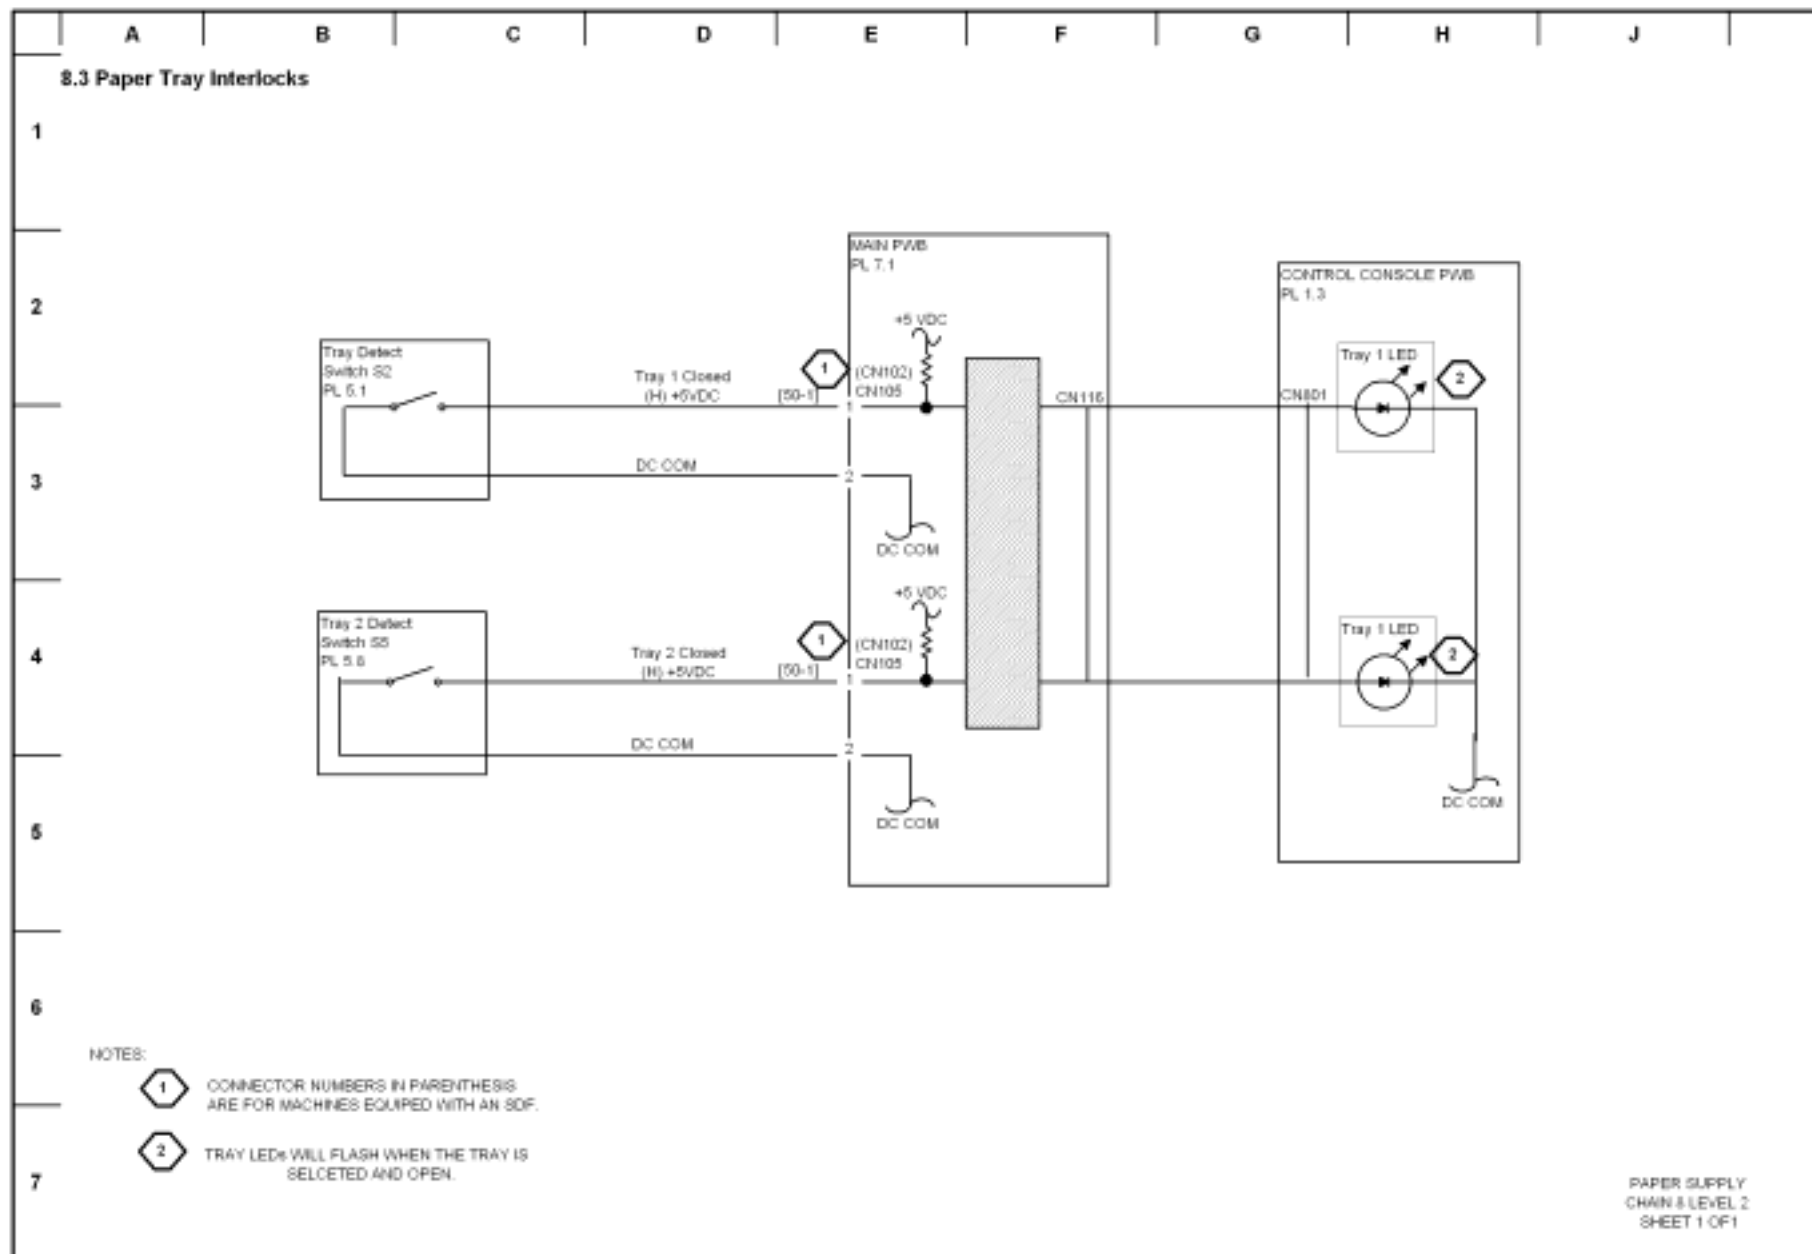 A B C D E F G H J
8.3 Paper Tray Interlocks
1
2
3
4
5
6
7
Tray Detect
Switch S2
PL 5.1
Tray 1 Closed
(H) +5VDC
[50-1]
1
(CN102)
CN105
1
DC COM
2
MAIN PWB
PL 7.1
+5 VDC
DC COM
CN116
CONTROL CONSOLE PWB
PL 1.3
CN801
Tray 1 LED
2
Tray 2 Detect
Switch S5
PL 5.8
Tray 2 Closed
(H) +5VDC
[50-1]
1
(CN102)
CN105
1
DC COM
2
+5 VDC
DC COM
Tray 1 LED
2
DC COM
NOTES:
1
CONNECTOR NUMBERS IN PARENTHESIS
ARE FOR MACHINES EQUIPED WITH AN SDF.
2
TRAY LEDs WILL FLASH WHEN THE TRAY IS
SELCETED AND OPEN.
PAPER SUPPLY
CHAIN 8 LEVEL 2
SHEET 1 OF1